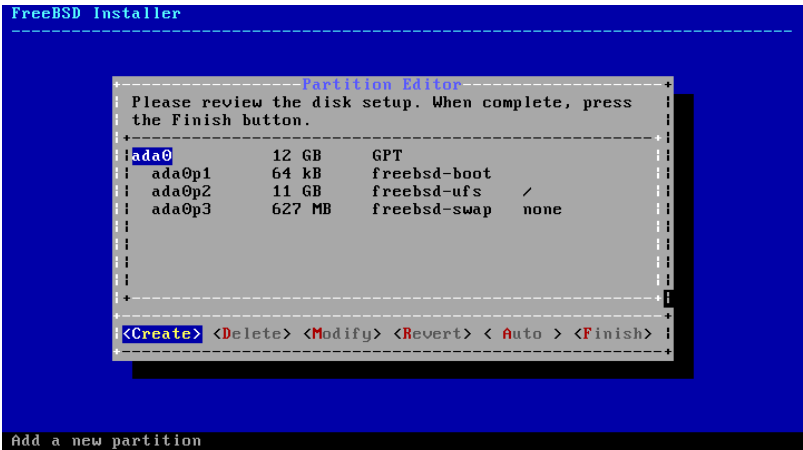 FreeBSD Installer
Partition Editor
Please review the disk setup. When complete, press
the Finish button.
ada0 12 GB GPT
ada0p1 64 kB freebsd-boot
ada0p2 11 GB freebsd-ufs /
ada0p3 627 MB freebsd-swap none
<Create> <Delete> <Modify> <Revert> < Auto > <Finish>
Add a new partition